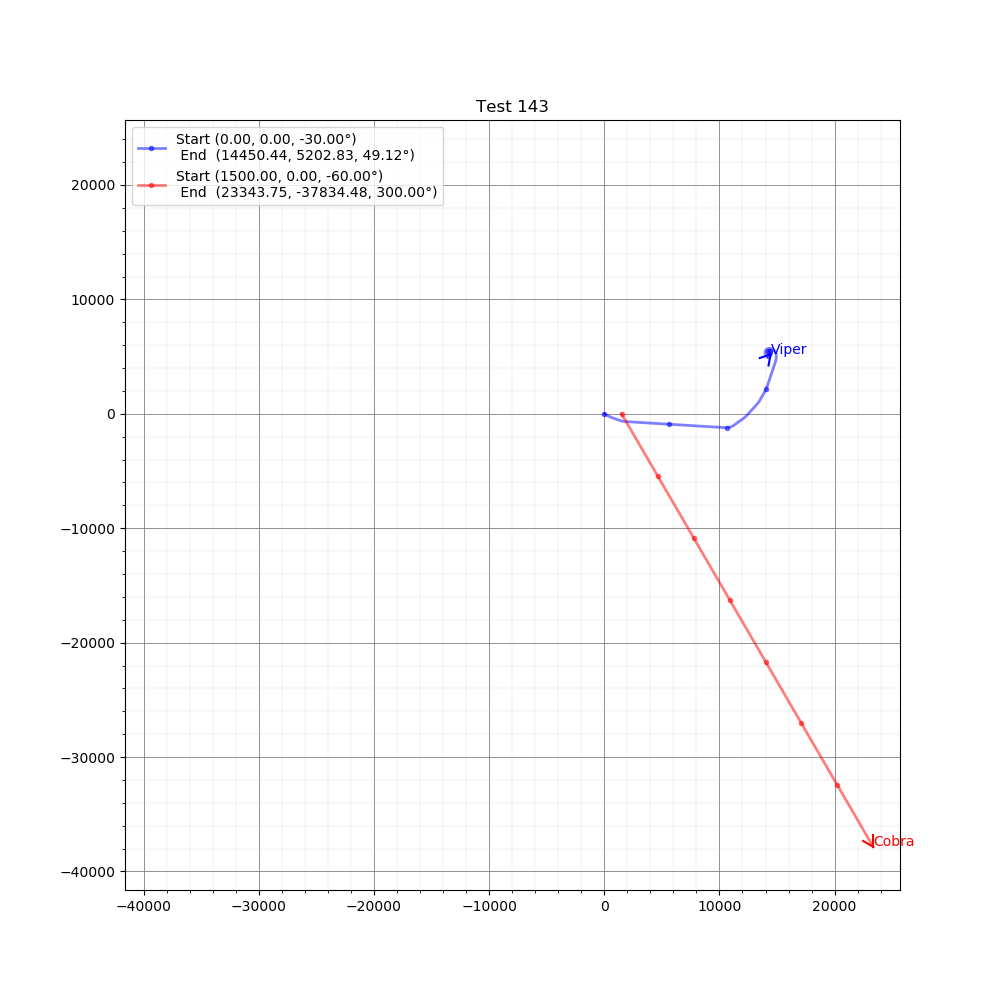 Test 143
Start (0.00, 0.00, -30.00°)
End (14450.44, 5202.83, 49.12°)
Start (1500.00, 0.00, -60.00°)
End (23343.75, -37834.48, 300.00°)
20000
10000
0
−10000
−20000
−30000
−40000
Viper
Cobra
−40000 −30000 −20000 −10000 0 10000 20000